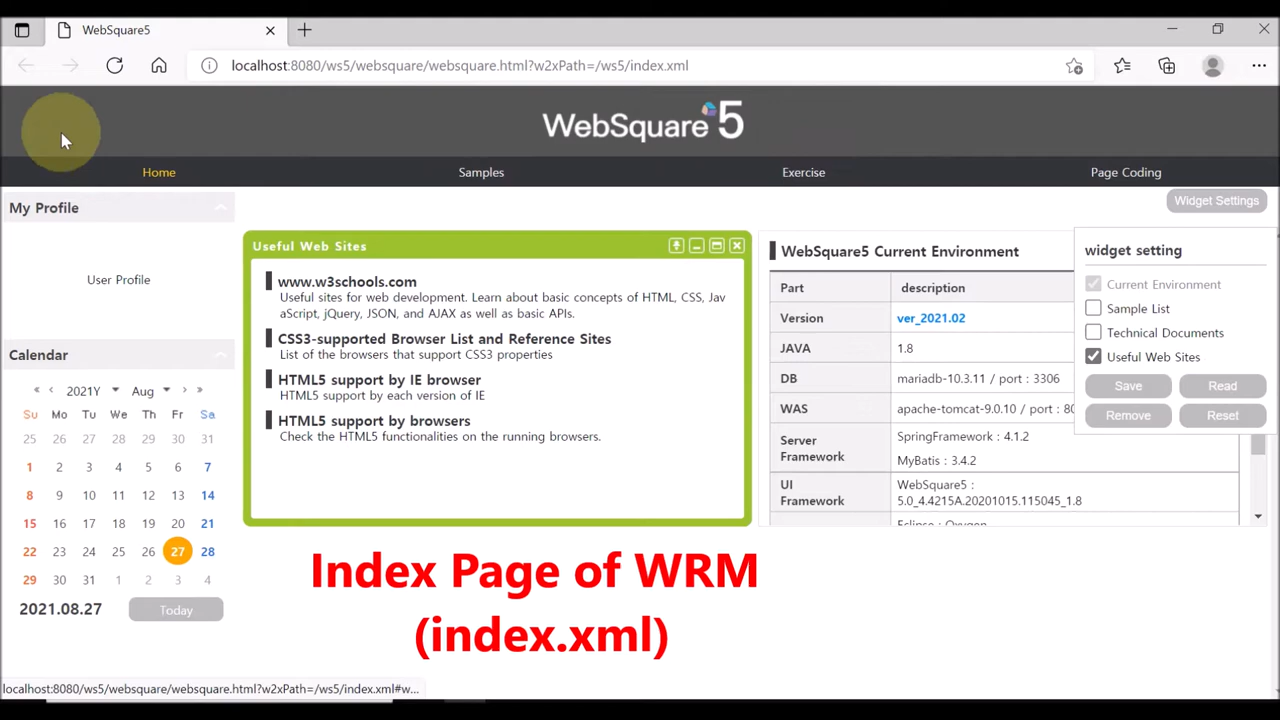 WebSquare5
localhost:8080/ws5/websquare/websquare.html?w2xPath=/ws5/index.xml
WebSquare 5
Home Samples Exercise Page Coding
Widget Settings
My Profile
User Profile
Calendar
2021Y Aug
Su Mo Tu We Th Fr Sa
25 26 27 28 29 30 31
1 2 3 4 5 6 7
8 9 10 11 12 13 14
15 16 17 18 19 20 21
22 23 24 25 26 27 28
29 30 31 1 2 3 4
2021.08.27 Today
Useful Web Sites
www.w3schools.com
Useful sites for web development. Learn about basic concepts of HTML, CSS, Jav
aScript, jQuery, JSON, and AJAX as well as basic APIs.
CSS3-supported Browser List and Reference Sites
List of the browsers that support CSS3 properties
HTML5 support by IE browser
HTML5 support by each version of IE
HTML5 support by browsers
Check the HTML5 functionalities on the running browsers.
WebSquare5 Current Environment
Part description
Version ver_2021.02
JAVA 1.8
DB mariadb-10.3.11 / port : 3306
WAS apache-tomcat-9.0.10 / port : 80
Server
Framework
SpringFramework : 4.1.2
MyBatis : 3.4.2
UI
Framework
WebSquare5 :
5.0_4.4215A.20201015.115045_1.8
Eclipse : Oxygen
widget setting
Current Environment
Sample List
Technical Documents
Useful Web Sites
Save Read
Remove Reset
Index Page of WRM
(index.xml)
localhost:8080/ws5/websquare/websquare.html?w2xPath=/ws5/index.xml#w...